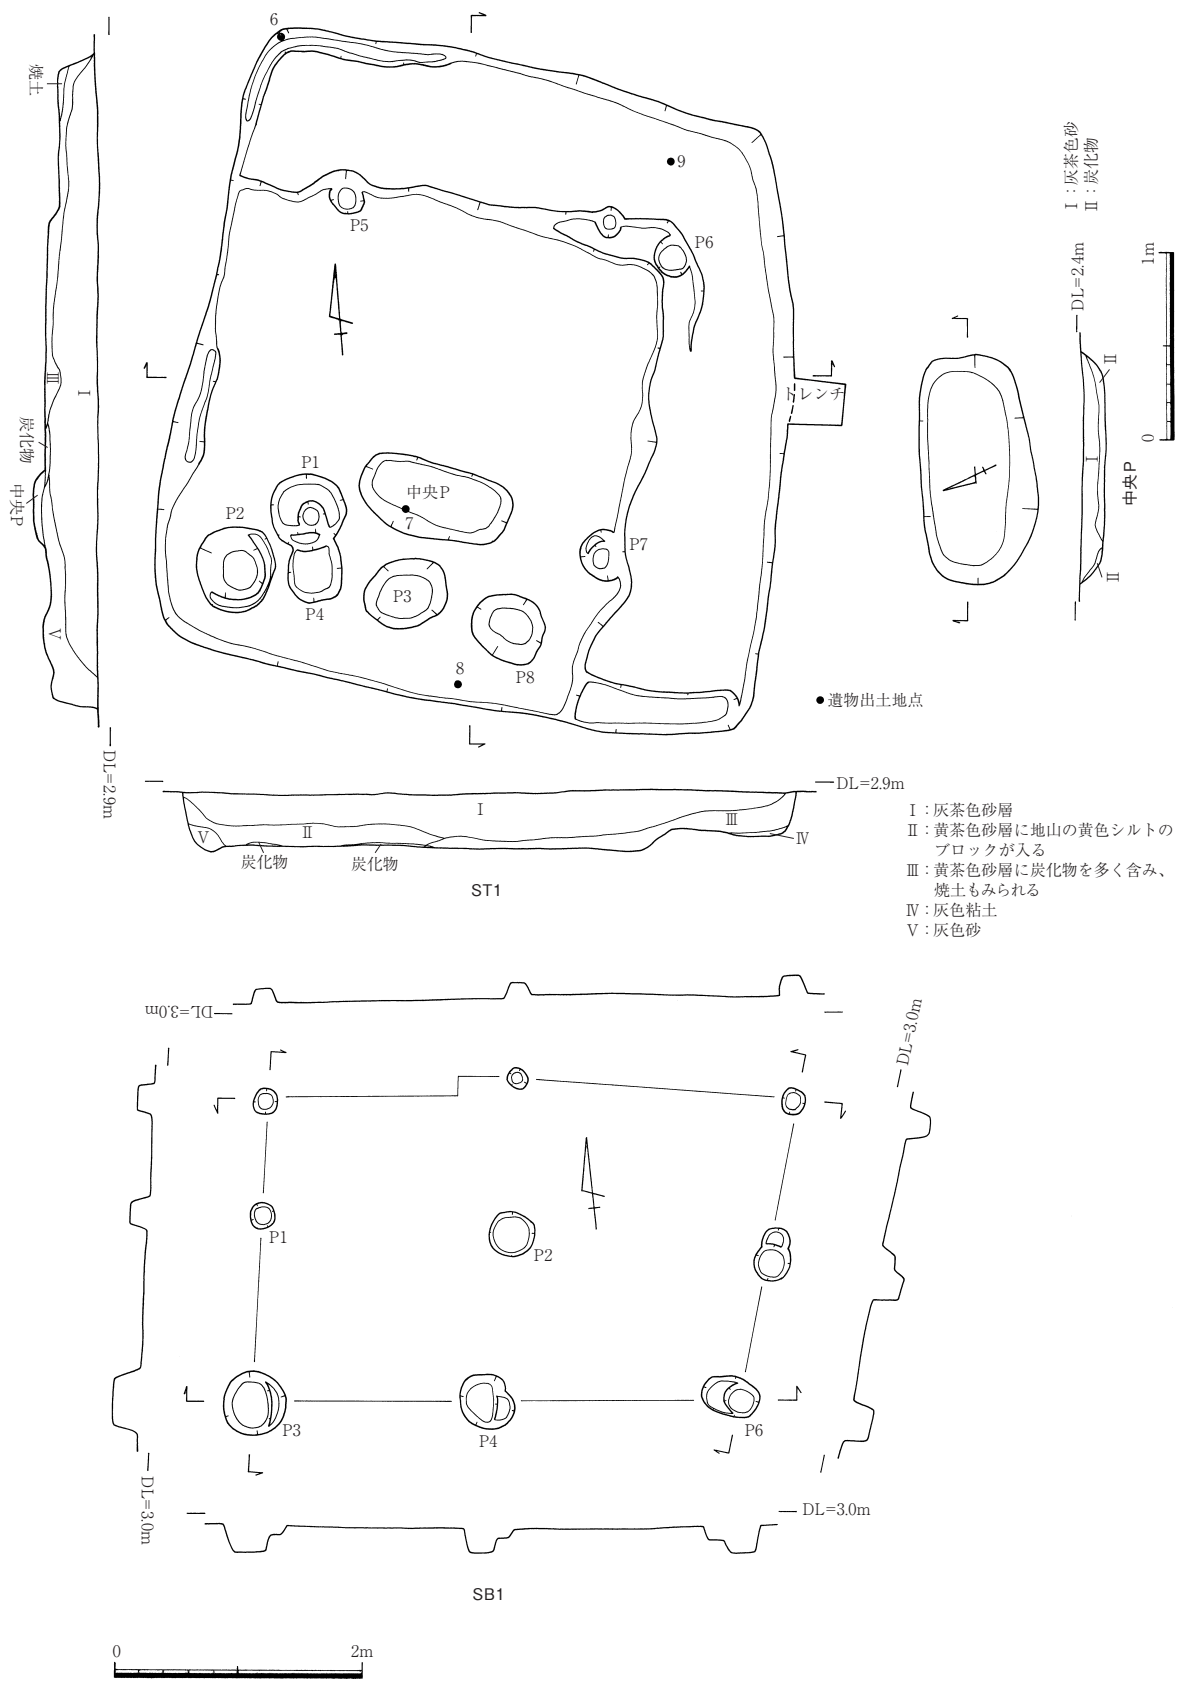 6
焼土
9
P5
P6
Ⅰ：灰茶色砂
Ⅱ：炭化物
DL=2.4m
1m
0
Ⅱ
Ⅰ
Ⅱ
中央P
トレンチ
Ⅲ
Ⅰ
炭化物
中央P
Ⅴ
P1
中央P
7
P2
P7
P4
P3
P8
8
●遺物出土地点
DL=2.9m
DL=2.9m
Ⅰ
Ⅱ
Ⅲ
Ⅳ
Ⅴ
炭化物
炭化物
ST1
Ⅰ：灰茶色砂層
Ⅱ：黄茶色砂層に地山の黄色シルトの
ブロックが入る
Ⅲ：黄茶色砂層に炭化物を多く含み、
焼土もみられる
Ⅳ：灰色粘土
Ⅴ：灰色砂
DL=3.0m
DL=3.0m
P1
P2
P3
P4
P6
DL=3.0m
DL=3.0m
SB1
0
2m